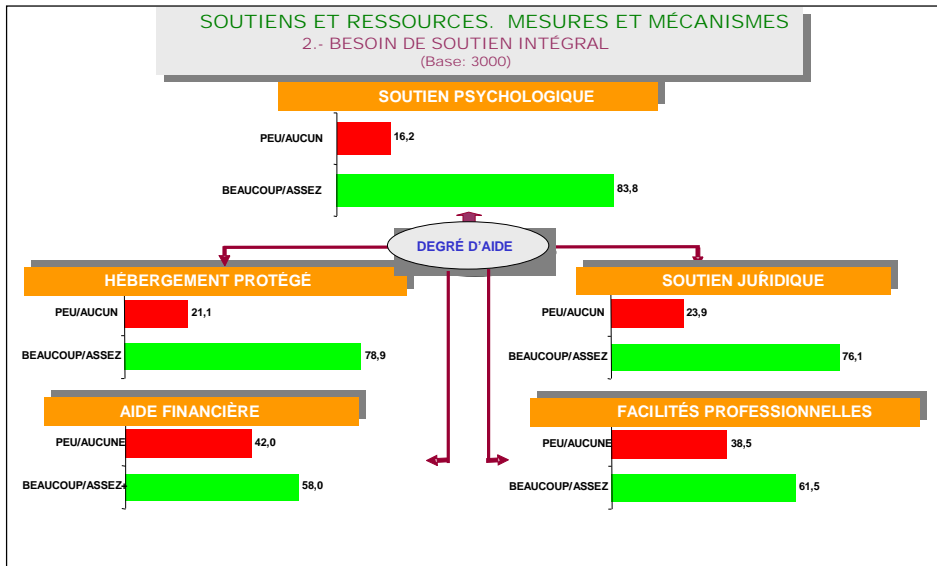 SOUTIENS ET RESSOURCES. MESURES ET MÉCANISMES
2.- BESOIN DE SOUTIEN INTÉGRAL
(Base: 3000)
SOUTIEN PSYCHOLOGIQUE
PEU/AUCUN
16,2
BEAUCOUP/ASSEZ
83,8
DEGRÉ D'AIDE
HÉBERGEMENT PROTÉGÉ
PEU/AUCUN
21,1
BEAUCOUP/ASSEZ
78,9
SOUTIEN JURÍDIQUE
PEU/AUCUN
23,9
BEAUCOUP/ASSEZ
76,1
AIDE FINANCIÈRE
PEU/AUCUNE
42,0
BEAUCOUP/ASSEZ+
58,0
FACILITÉS PROFESSIONNELLES
PEU/AUCUNE
38,5
BEAUCOUP/ASSEZ
61,5